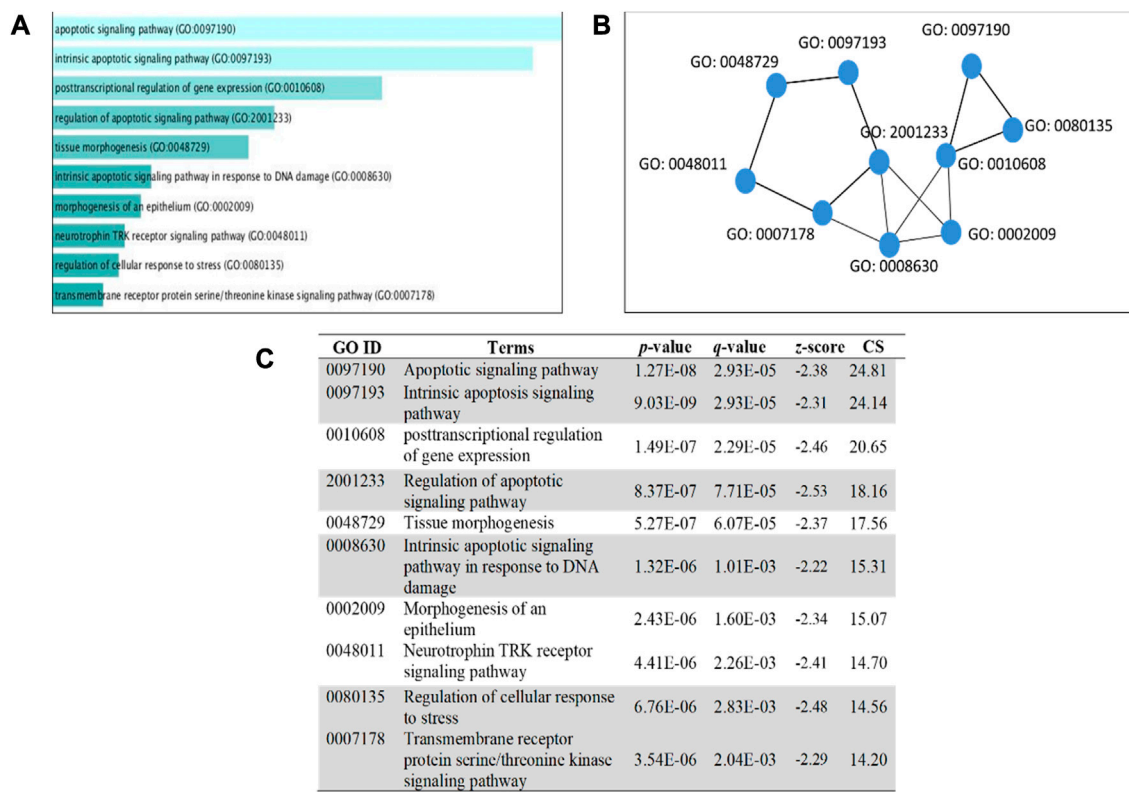 A
apoptotic signaling pathway (GO:0097190)
intrinsic apoptotic signaling pathway (GO:0097193)
posttranscriptional regulation of gene expression (GO:0010608)
regulation of apoptotic signaling pathway (GO:2001233)
tissue morphogenesis (GO:0048729)
intrinsic apoptotic signaling pathway in response to DNA damage (GO:0008630)
morphogenesis of an epithelium (GO:0002009)
neurotrophin TRK receptor signaling pathway (GO:0048011)
regulation of cellular response to stress (GO:0080135)
transmembrane receptor protein serine/threonine kinase signaling pathway (GO:0007178)
B
GO: 0097190
GO: 0097193
GO: 0048729
GO: 0080135
GO: 2001233
GO: 0010608
GO: 0048011
GO: 0007178
GO: 0002009
GO: 0008630
C
GO ID Terms p-value q-value z-score CS
0097190 Apoptotic signaling pathway 1.27E-08 2.93E-05 -2.38 24.81
0097193 Intrinsic apoptosis signaling
pathway 9.03E-09 2.93E-05 -2.31 24.14
0010608 posttranscriptional regulation
of gene expression 1.49E-07 2.29E-05 -2.46 20.65
2001233 Regulation of apoptotic
signaling pathway 8.37E-07 7.71E-05 -2.53 18.16
0048729 Tissue morphogenesis 5.27E-07 6.07E-05 -2.37 17.56
0008630 Intrinsic apoptotic signaling
pathway in response to DNA 1.32E-06 1.01E-03 -2.22 15.31
damage
0002009 Morphogenesis of an
epithelium 2.43E-06 1.60E-03 -2.34 15.07
0048011 Neurotrophin TRK receptor
signaling pathway 4.41E-06 2.26E-03 -2.41 14.70
0080135 Regulation of cellular response
to stress 6.76E-06 2.83E-03 -2.48 14.56
0007178 Transmembrane receptor
protein serine/threonine kinase 3.54E-06 2.04E-03 -2.29 14.20
signaling pathway